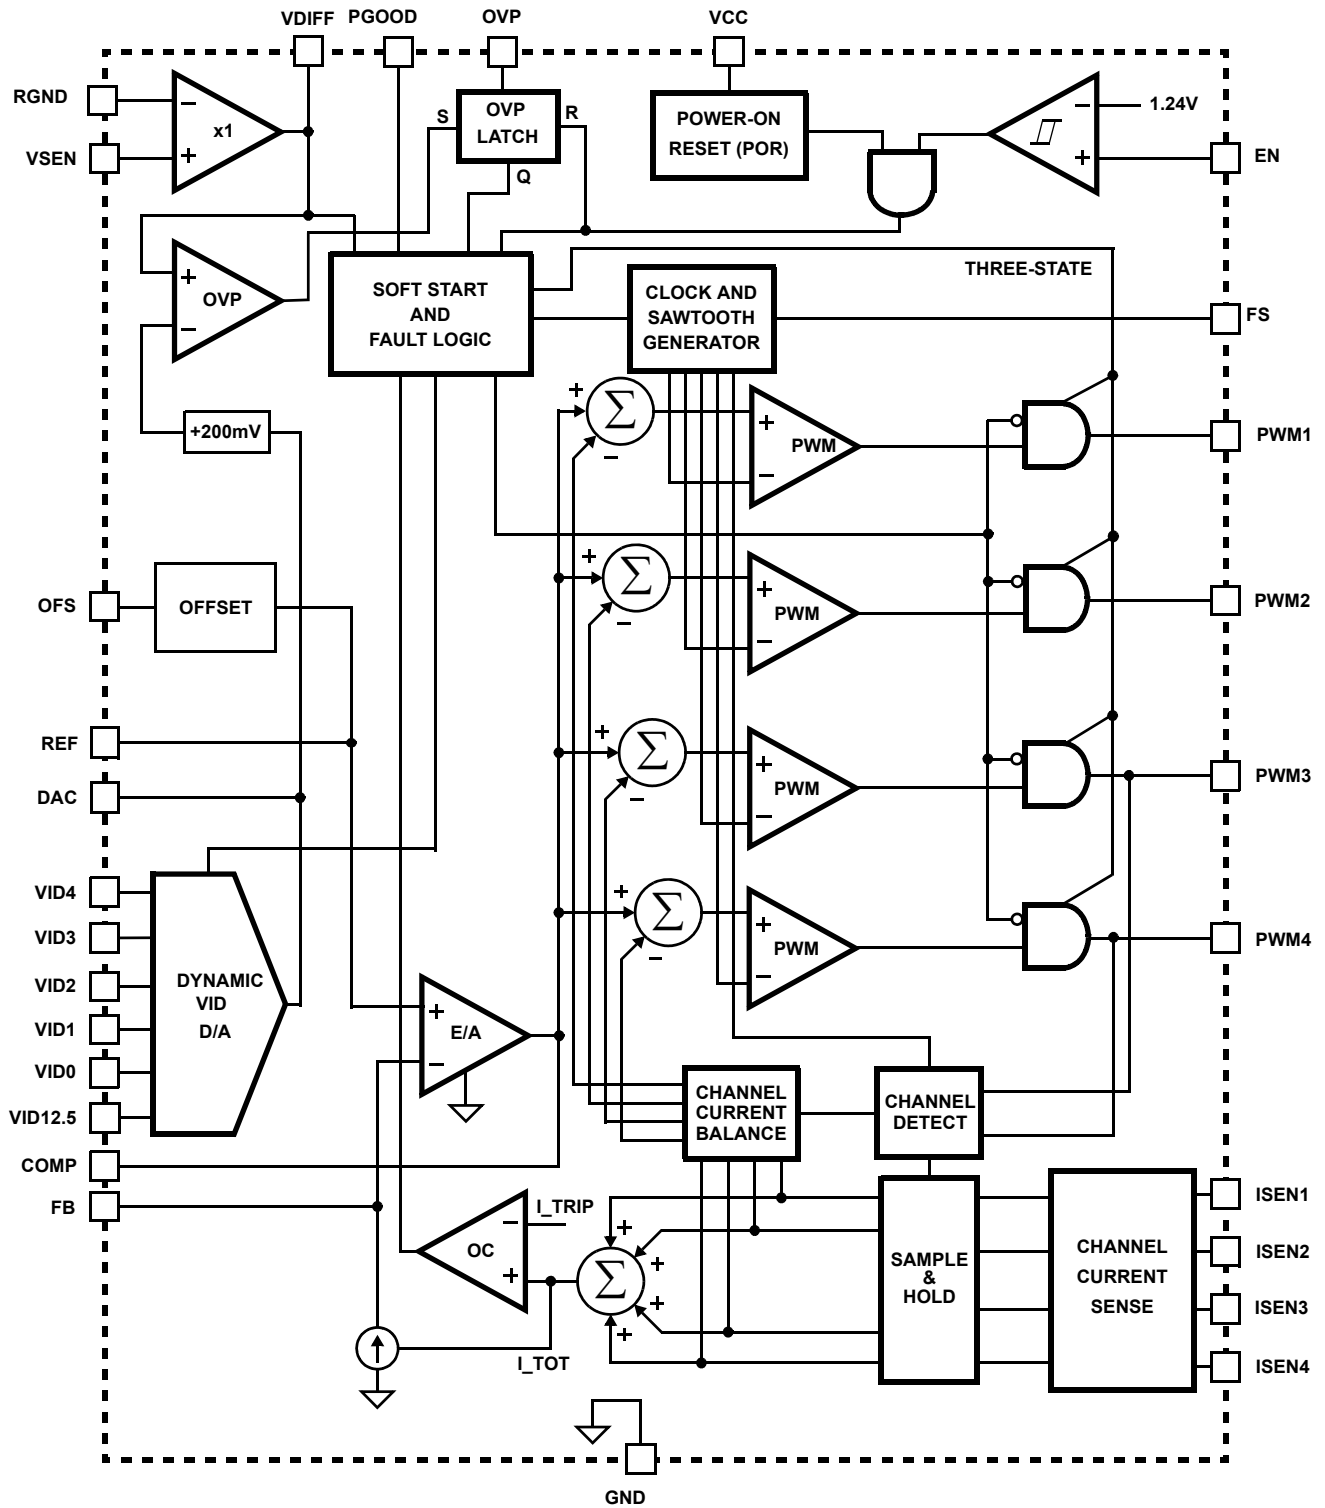 VDIFF PGOOD OVP VCC
RGND
VSEN
−
x1
+
S
OVP
LATCH
R
Q
POWER-ON
RESET (POR)
−
+
1.24V
EN
+
OVP
−
SOFT START
AND
FAULT LOGIC
CLOCK AND
SAWTOOTH
GENERATOR
THREE-STATE
FS
+200mV
+
Σ
−
+
PWM
−
PWM1
OFS
OFFSET
+
Σ
−
+
PWM
−
PWM2
REF
DAC
+
Σ
−
+
PWM
−
PWM3
VID4
VID3
VID2
VID1
VID0
VID12.5
DYNAMIC
VID
D/A
+
Σ
−
+
PWM
−
PWM4
+
E/A
−
CHANNEL
CURRENT
BALANCE
CHANNEL
DETECT
COMP
FB
−
OC
+
I_TRIP
I_TOT
+
+
Σ
+
+
SAMPLE
&
HOLD
CHANNEL
CURRENT
SENSE
ISEN1
ISEN2
ISEN3
ISEN4
GND